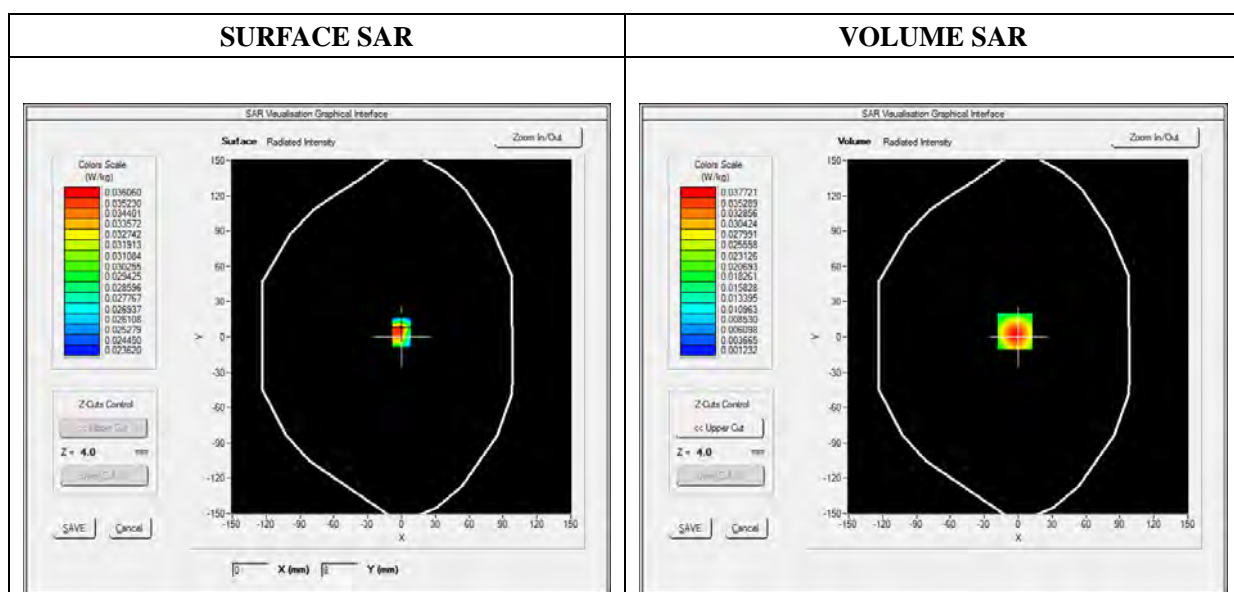 SURFACE SAR
VOLUME SAR
SAR Visualisation Graphical Interface
Surface Radiated Intensity
Zoom In/Out
Colors Scale
(W/kg)
0.036060
0.035230
0.034401
0.033572
0.032742
0.031913
0.031084
0.030255
0.029425
0.028596
0.027767
0.026937
0.026108
0.025279
0.024450
0.023620
Z-Cuts Control
<< Upper Cut
Z = 4.0 mm
SAVE
Cancel
150
120
90
60
30
0
-30
-60
-90
-120
-150
Y
-150 -120 -90 -60 -30 0 30 60 90 120 150
X
0 X (mm) 8 Y (mm)
SAR Visualisation Graphical Interface
Volume Radiated Intensity
Zoom In/Out
Colors Scale
(W/kg)
0.037721
0.035289
0.032856
0.030424
0.027991
0.025558
0.023126
0.020693
0.018261
0.015828
0.013395
0.010963
0.008530
0.006098
0.003665
0.001232
Z-Cuts Control
<< Upper Cut
Z = 4.0 mm
SAVE
Cancel
150
120
90
60
30
0
-30
-60
-90
-120
-150
Y
-150 -120 -90 -60 -30 0 30 60 90 120 150
X